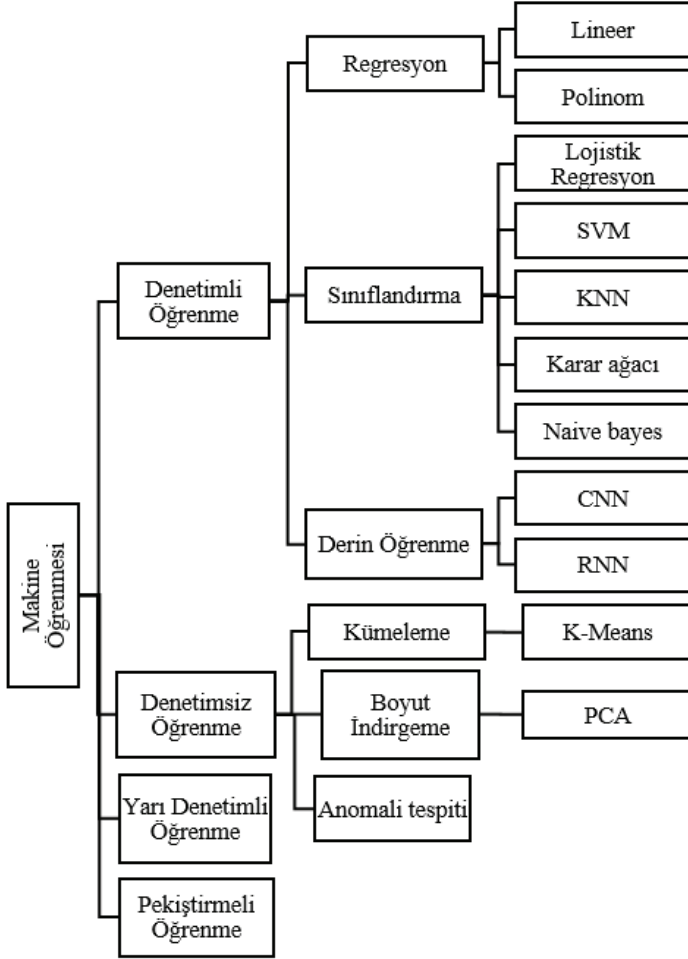 Makine
Öğrenmesi
Denetimli
Öğrenme
Regresyon
Lineer
Polinom
Sınıflandırma
Lojistik
Regresyon
SVM
KNN
Karar ağacı
Naive bayes
Derin Öğrenme
CNN
RNN
Denetimsiz
Öğrenme
Kümeleme
K-Means
Boyut
İndirgeme
PCA
Anomali tespiti
Yarı Denetimli
Öğrenme
Pekiştirmeli
Öğrenme